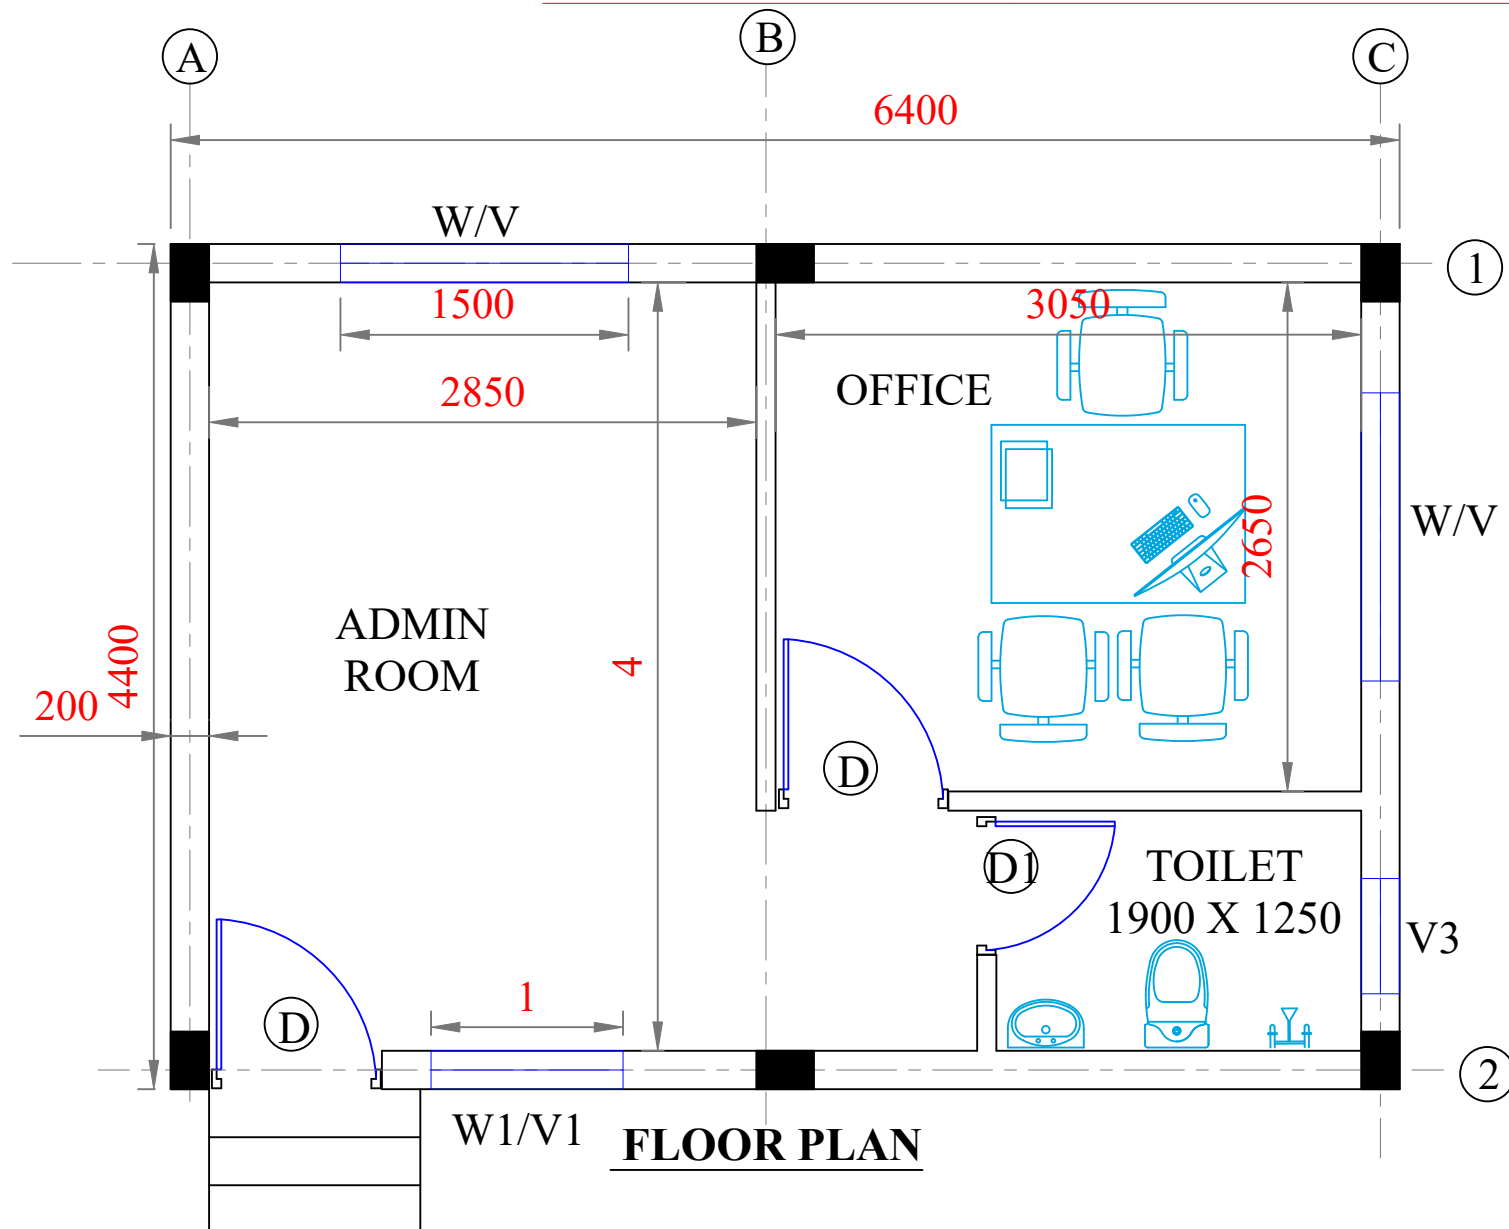 A
B
C
6400
W/V
1
1500
3050
2850
OFFICE
W/V
2650
ADMIN
ROOM
4
4400
200
D
D1
TOILET
1900 X 1250
V3
1
D
2
W1/V1
FLOOR PLAN